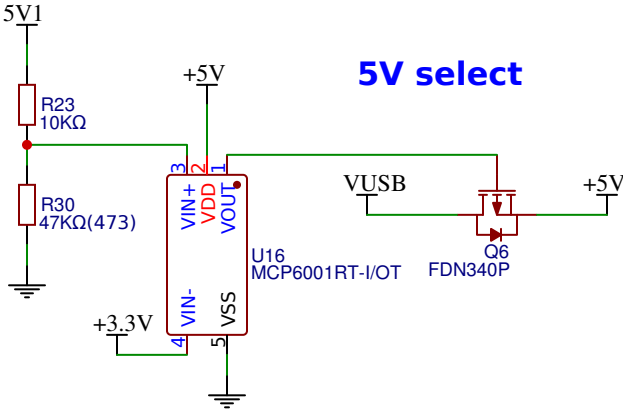 5V1
5V select
+5V
R23
10KΩ
3
2
1
VIN+
VDD
VOUT
VUSB
+5V
R30
47KΩ(473)
U16
MCP6001RT-I/OT
Q6
FDN340P
VIN-
VSS
+3.3V
4
5